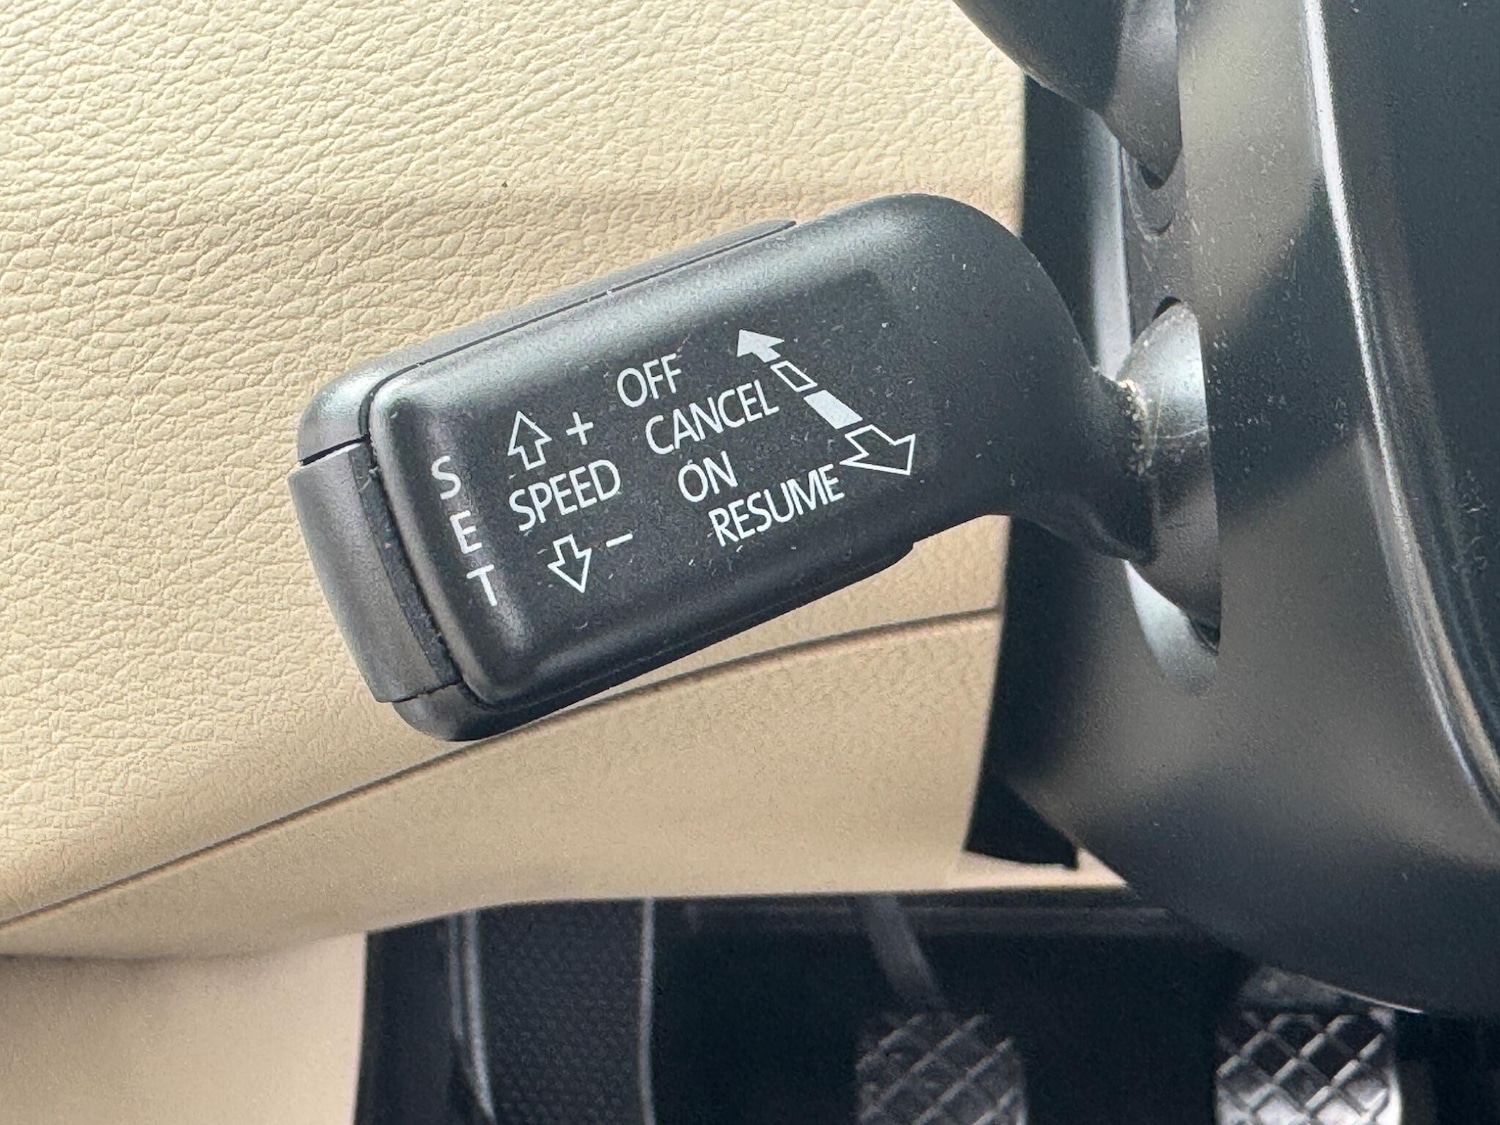 SET
+
SPEED
−
OFF
CANCEL
ON
RESUME